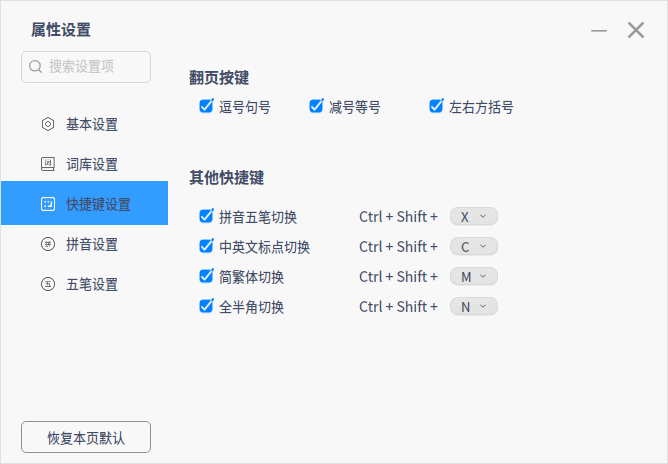 属性设置
搜索设置项
基本设置
词库设置
快捷键设置
拼音设置
五笔设置
恢复本页默认
翻页按键
逗号句号 减号等号 左右方括号
其他快捷键
拼音五笔切换 Ctrl + Shift + X
中英文标点切换 Ctrl + Shift + C
简繁体切换 Ctrl + Shift + M
全半角切换 Ctrl + Shift + N